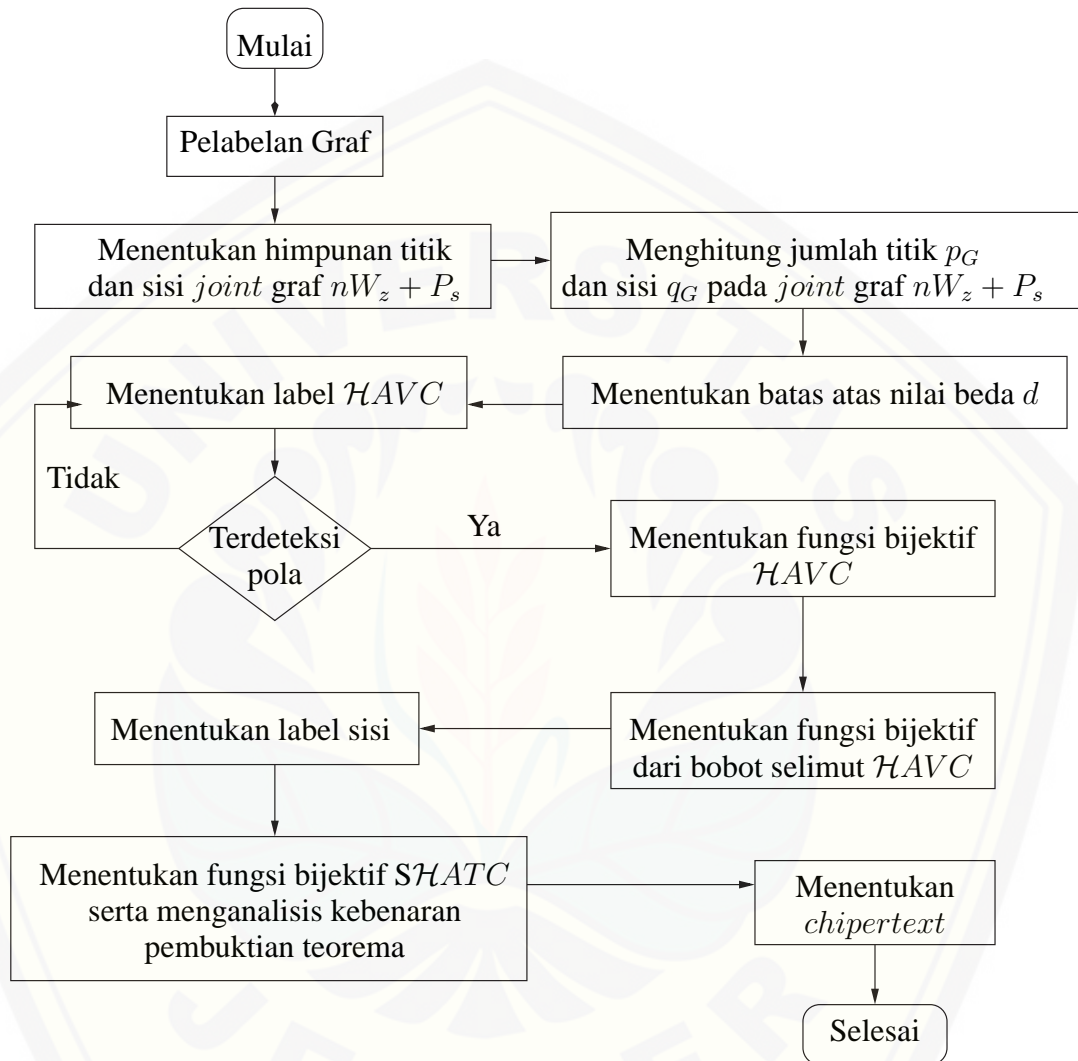 Mulai
Pelabelan Graf
Menentukan himpunan titik
dan sisi joint graf nW_z + P_s
Menghitung jumlah titik p_G
dan sisi q_G pada joint graf nW_z + P_s
Menentukan label ℋAVC
Menentukan batas atas nilai beda d
Tidak
Terdeteksi
pola
Ya
Menentukan fungsi bijektif
ℋAVC
Menentukan label sisi
Menentukan fungsi bijektif
dari bobot selimut ℋAVC
Menentukan fungsi bijektif SℋATC
serta menganalisis kebenaran
pembuktian teorema
Menentukan
chipertext
Selesai
UNIVERSITAS
JEMBER